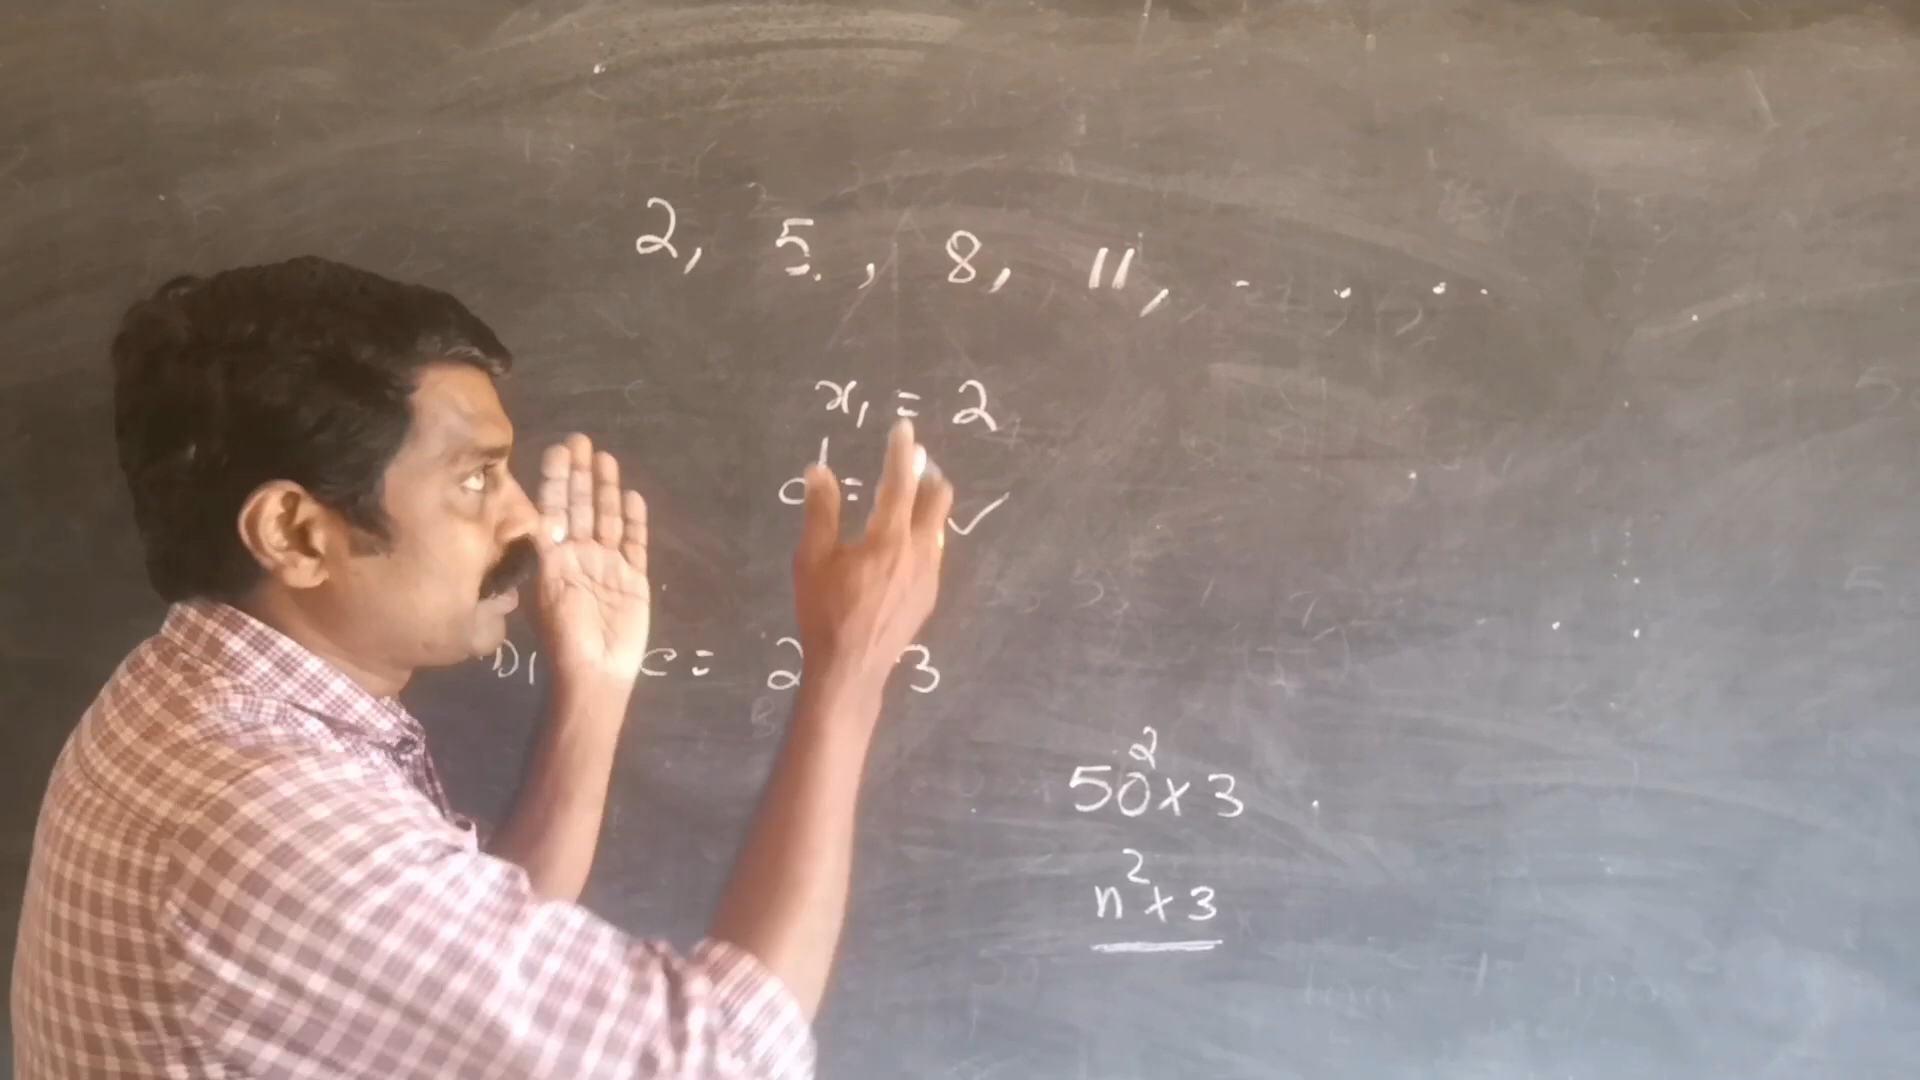 2, 5, 8, 11, . . . .
x₁ = 2
d = ✓
= 2 3
50² × 3
n² × 3